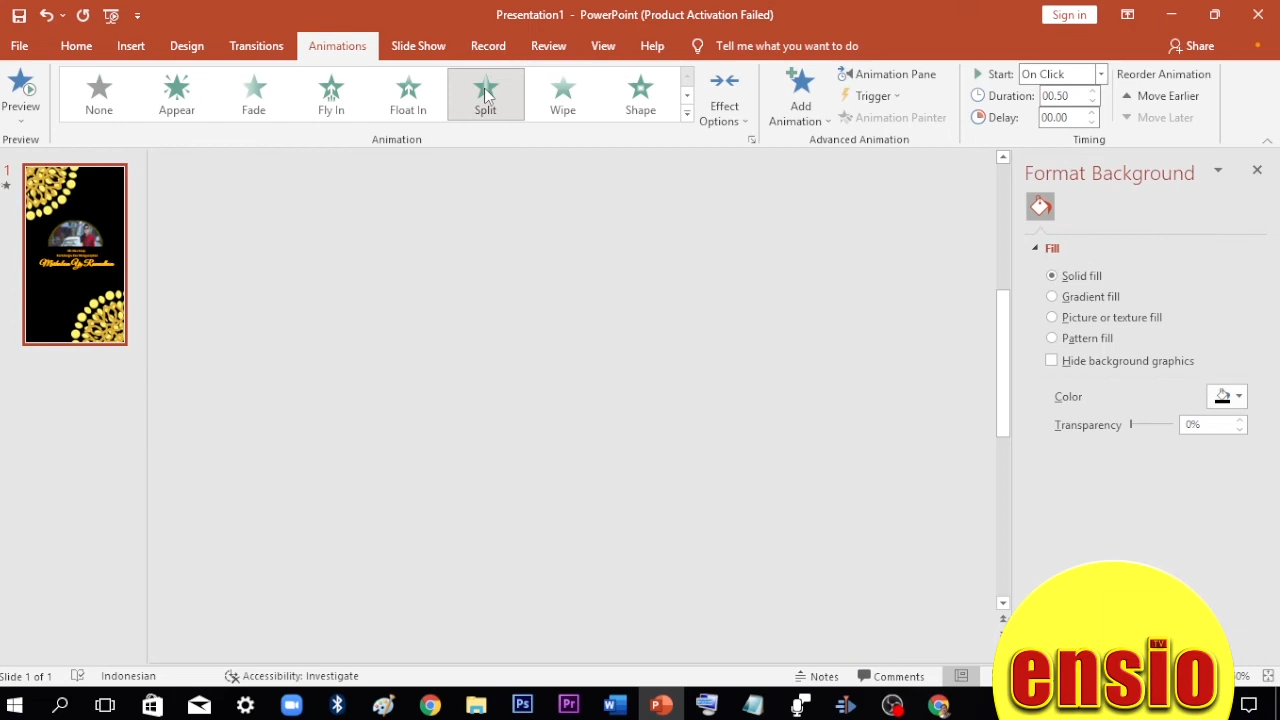 Presentation1 - PowerPoint (Product Activation Failed)
Sign in
File Home Insert Design Transitions Animations Slide Show Record Review View Help Tell me what you want to do Share
Preview
None Appear Fade Fly In Float In Split Wipe Shape
Effect
Options
Add
Animation
Animation Pane
Trigger
Animation Painter
Start: On Click
Duration: 00.50
Delay: 00.00
Reorder Animation
Move Earlier
Move Later
Preview Animation Advanced Animation Timing
1
Format Background
Fill
Solid fill
Gradient fill
Picture or texture fill
Pattern fill
Hide background graphics
Color
Transparency 0%
TV
ensio
Slide 1 of 1 Indonesian Accessibility: Investigate Notes Comments
Ps Pr